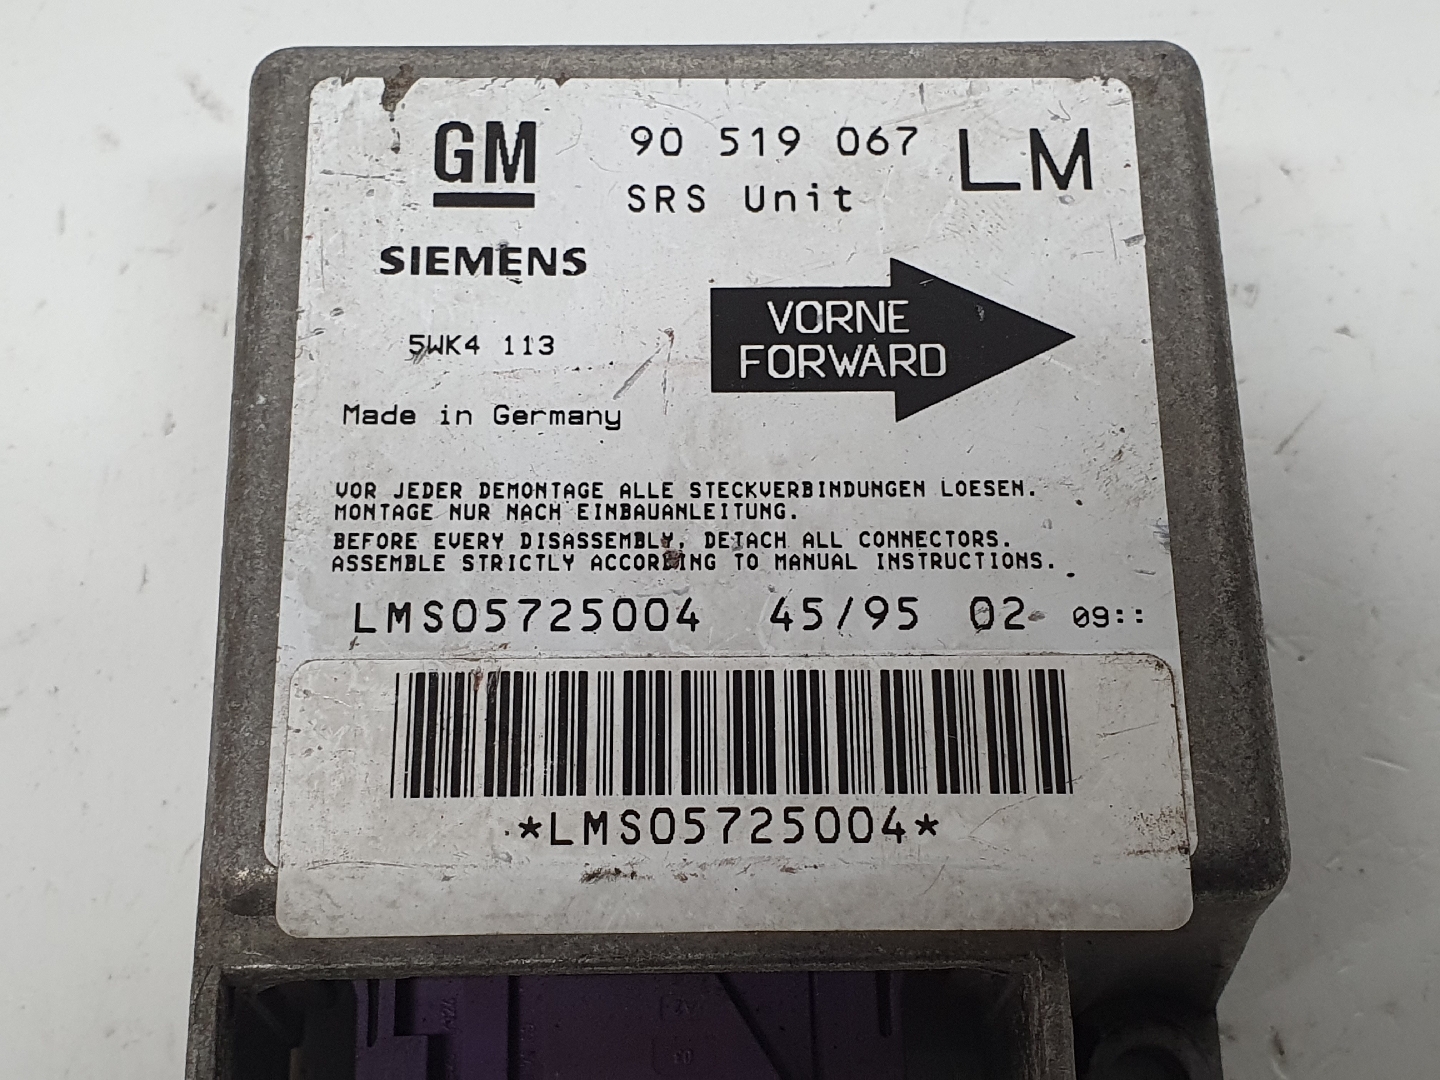 GM
90 519 067
LM
SRS Unit
SIEMENS
VORNE
FORWARD
5WK4 113
Made in Germany
VOR JEDER DEMONTAGE ALLE STECKVERBINDUNGEN LOESEN.
MONTAGE NUR NACH EINBAUANLEITUNG.
BEFORE EVERY DISASSEMBLY, DETACH ALL CONNECTORS.
ASSEMBLE STRICTLY ACCORDING TO MANUAL INSTRUCTIONS.
LMS05725004 45/95 02 09::
*LMS05725004*